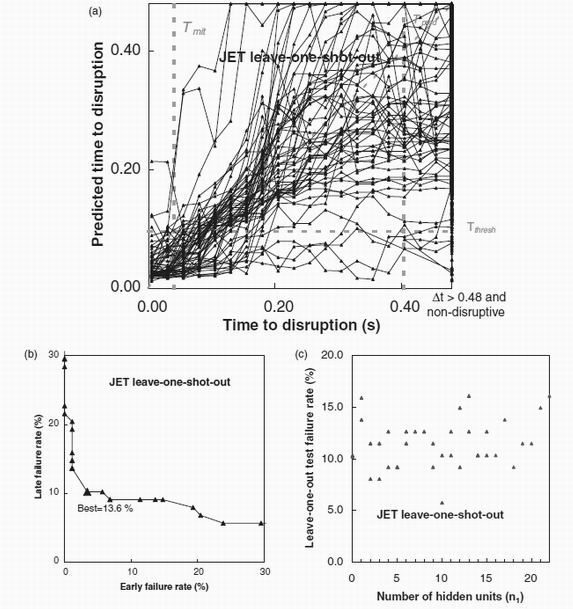 (a)
T_mit
JET leave-one-shot-out
Predicted time to disruption
0.40
0.20
0.00
T_thresh
0.00 0.20 0.40
Δt > 0.48 and
non-disruptive
Time to disruption (s)
(b)
JET leave-one-shot-out
Late failure rate (%)
30
20
10
0
Best=13.6 %
0 10 20 30
Early failure rate (%)
(c)
Leave-one-out test failure rate (%)
20.0
15.0
10.0
5.0
0.0
JET leave-one-shot-out
0 5 10 15 20
Number of hidden units (n₁)